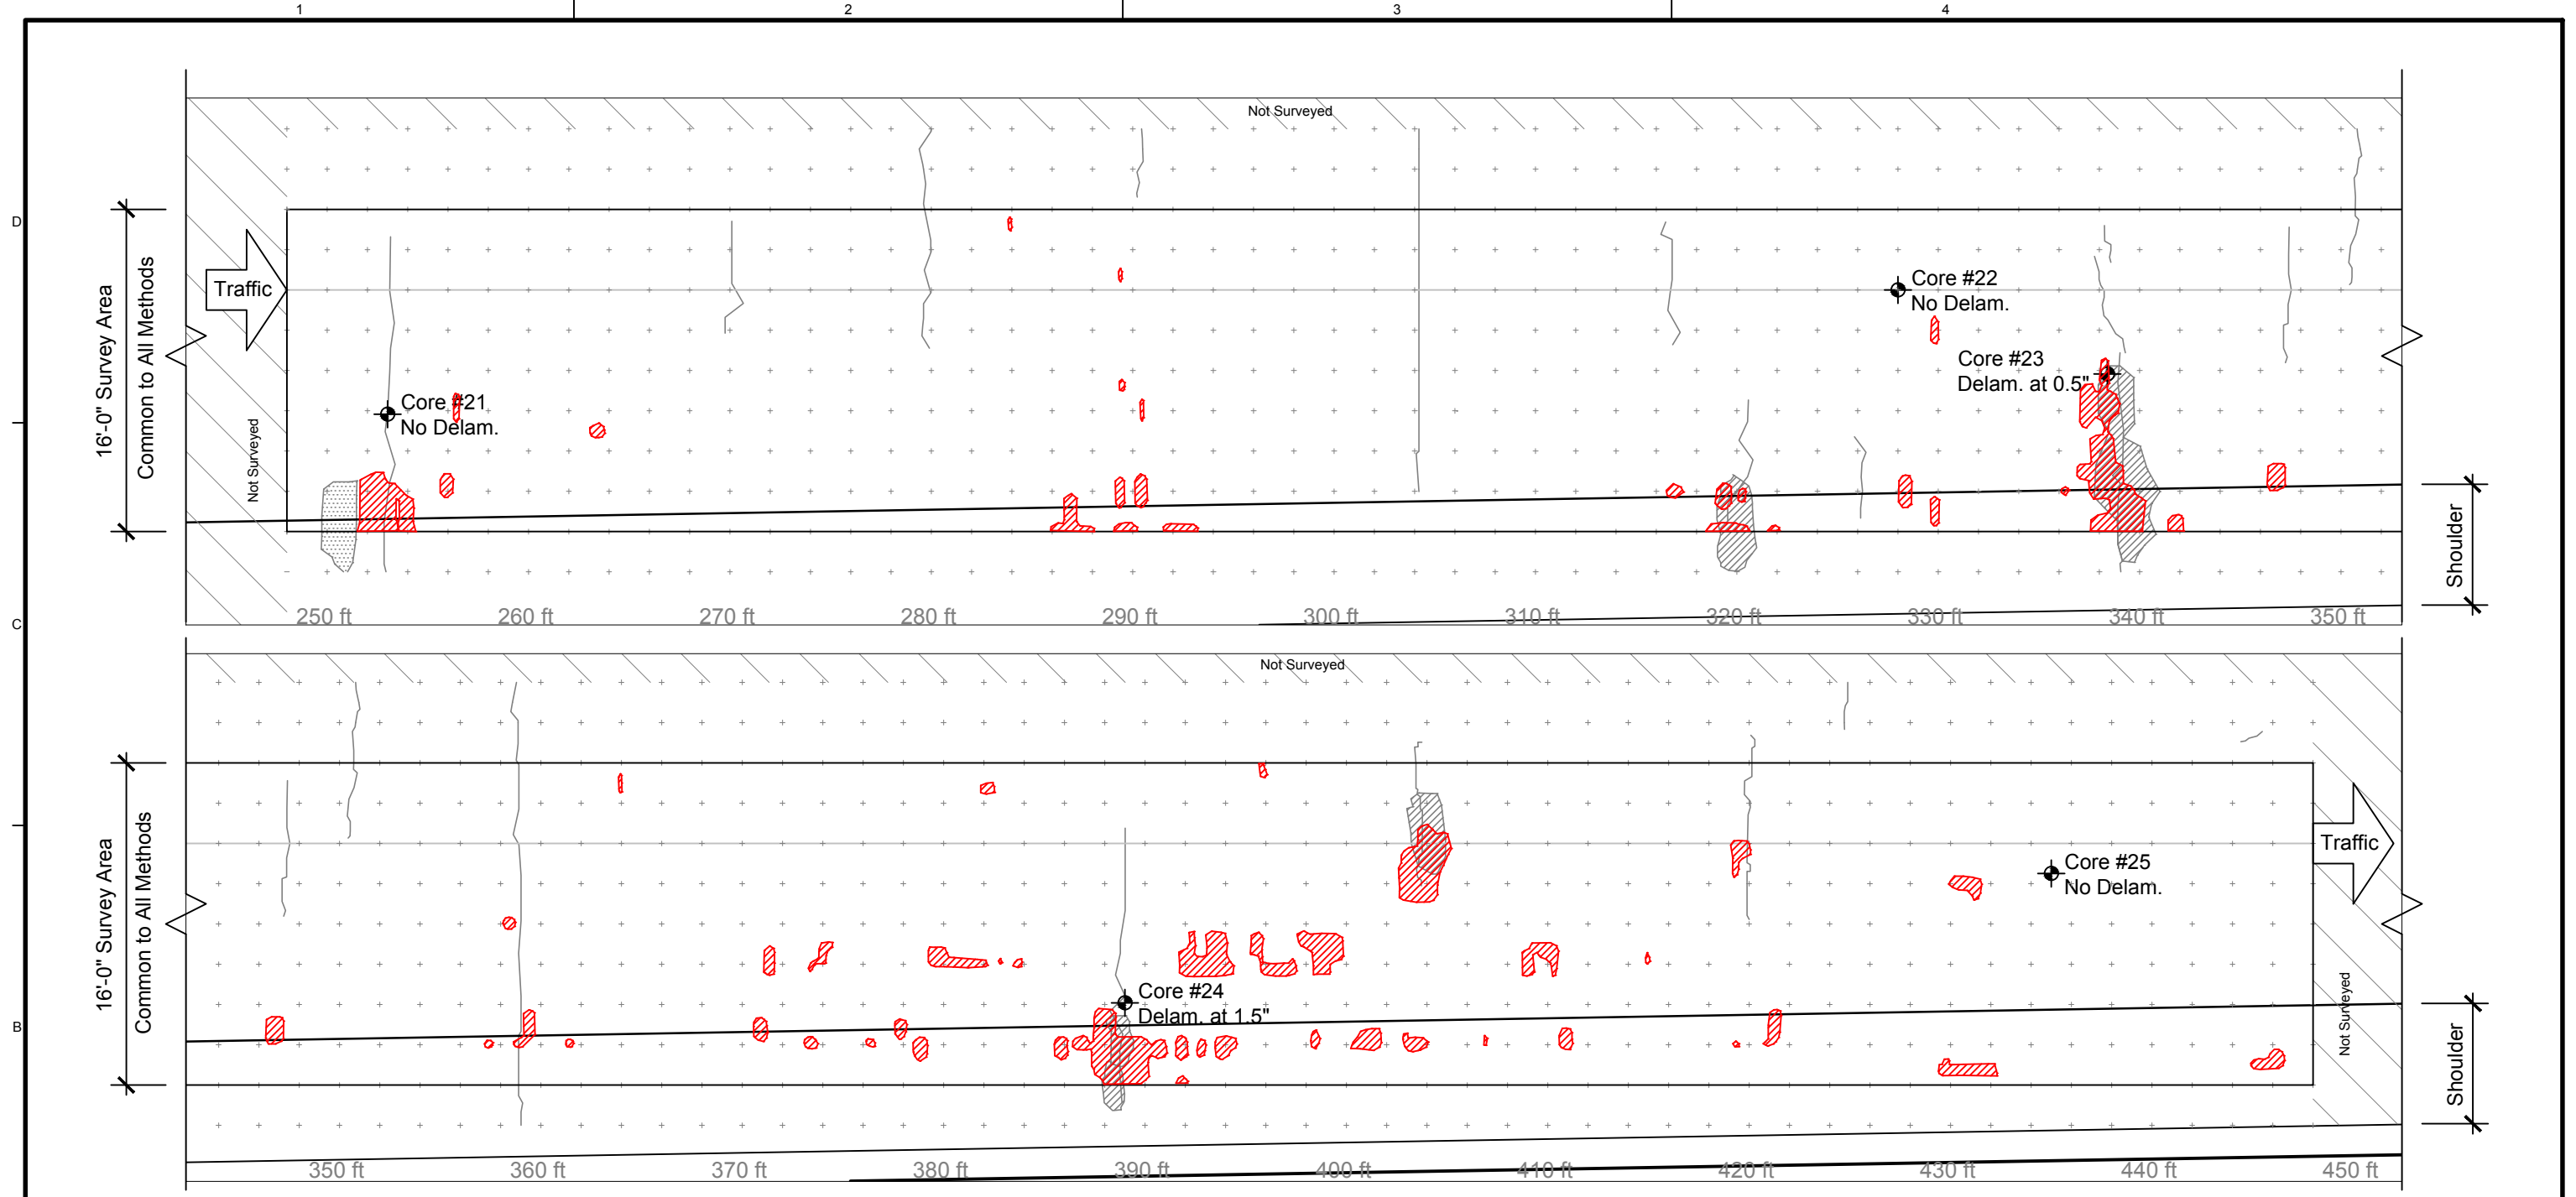 1 2 3 4
Not Surveyed
D
16'-0" Survey Area
Common to All Methods
Traffic
Not Surveyed
Core #21
No Delam.
Core #22
No Delam.
Core #23
Delam. at 0.5"
Shoulder
C
250 ft 260 ft 270 ft 280 ft 290 ft 300 ft 310 ft 320 ft 330 ft 340 ft 350 ft
Not Surveyed
16'-0" Survey Area
Common to All Methods
Traffic
Core #25
No Delam.
Core #24
Delam. at 1.5"
Not Surveyed
Shoulder
B
350 ft 360 ft 370 ft 380 ft 390 ft 400 ft 410 ft 420 ft 430 ft 440 ft 450 ft